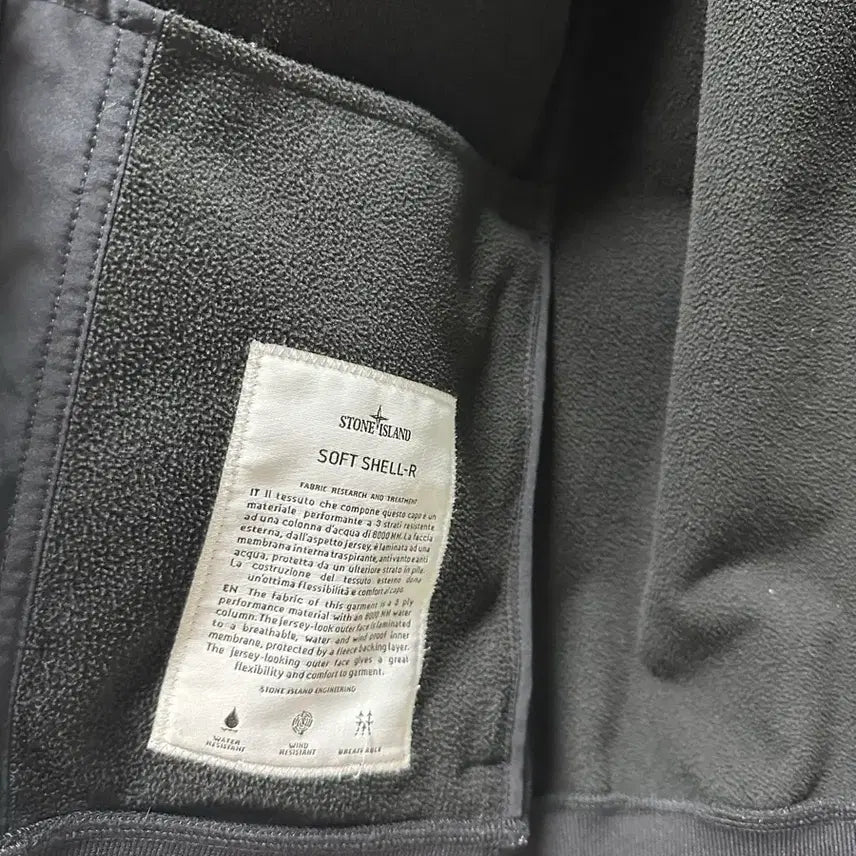 STONE ISLAND
SOFT SHELL-R
FABRIC RESEARCH AND TREATMENT
IT Il tessuto che compone questo capo è un
materiale performante a 3 strati resistente
ad una colonna d'acqua di 8000 MM. La faccia
esterna, dall'aspetto jersey, è laminata ad una
membrana interna traspirante, antivento e anti
acqua, protetta da un ulteriore strato in pile.
La costruzione del tessuto esterno dona
un'ottima flessibilità e comfort al capo.
EN The fabric of this garment is a 3 ply
performance material with an 8000 MM water
column. The jersey-look outer face is laminated
to a breathable, water and wind proof inner
membrane, protected by a fleece backing layer.
The jersey-looking outer face gives a great
flexibility and comfort to garment.
STONE ISLAND ENGINEERING
WATER WIND BREATEABLE
RESISTANT RESISTANT